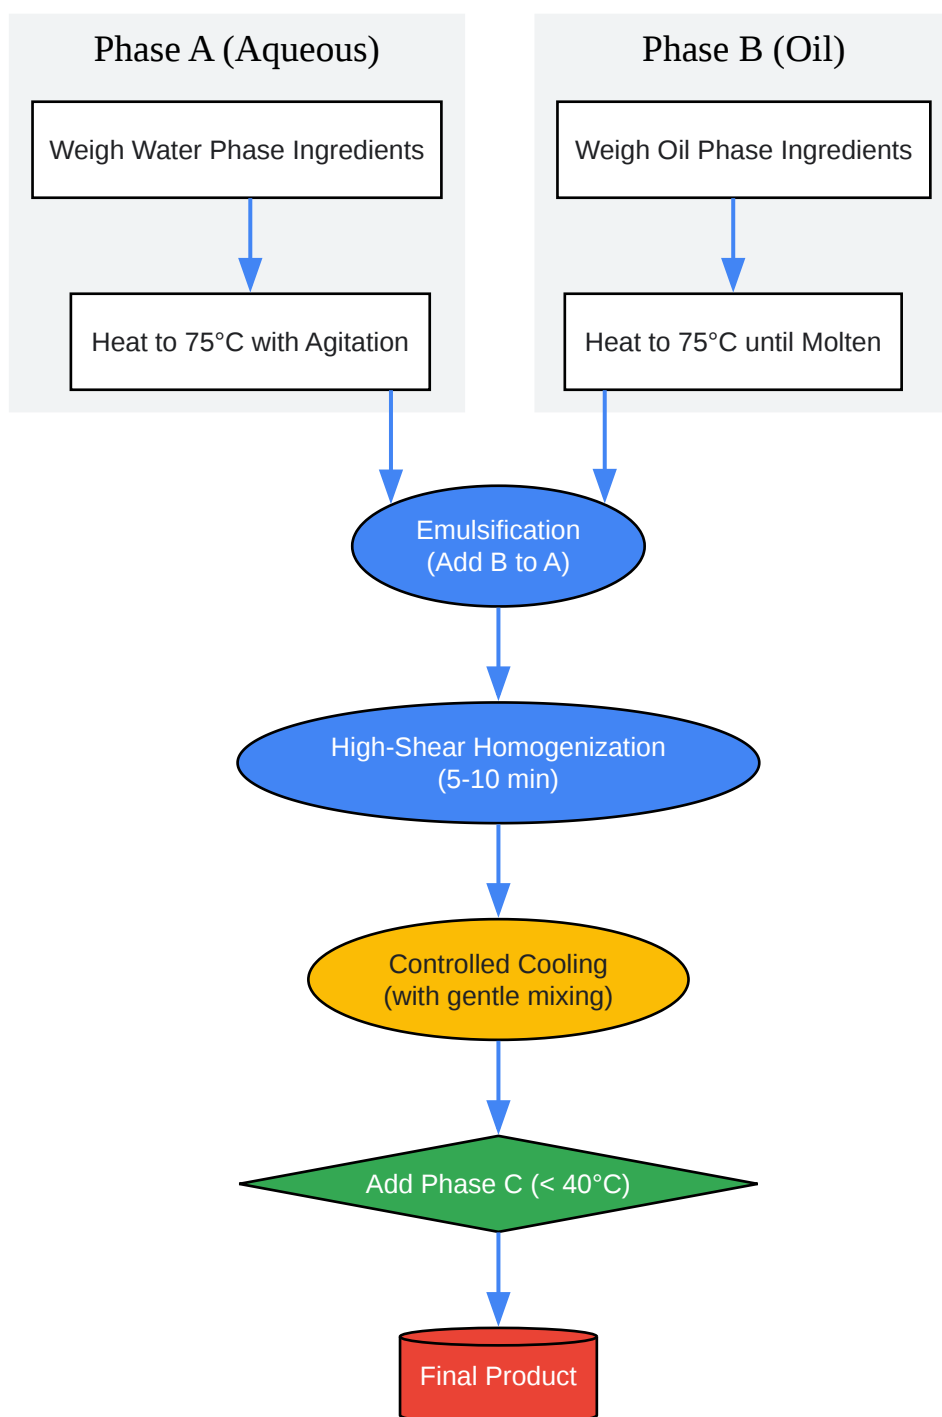 Phase A (Aqueous)
Weigh Water Phase Ingredients
Heat to 75°C with Agitation
Phase B (Oil)
Weigh Oil Phase Ingredients
Heat to 75°C until Molten
Emulsification
(Add B to A)
High-Shear Homogenization
(5-10 min)
Controlled Cooling
(with gentle mixing)
Add Phase C (< 40°C)
Final Product